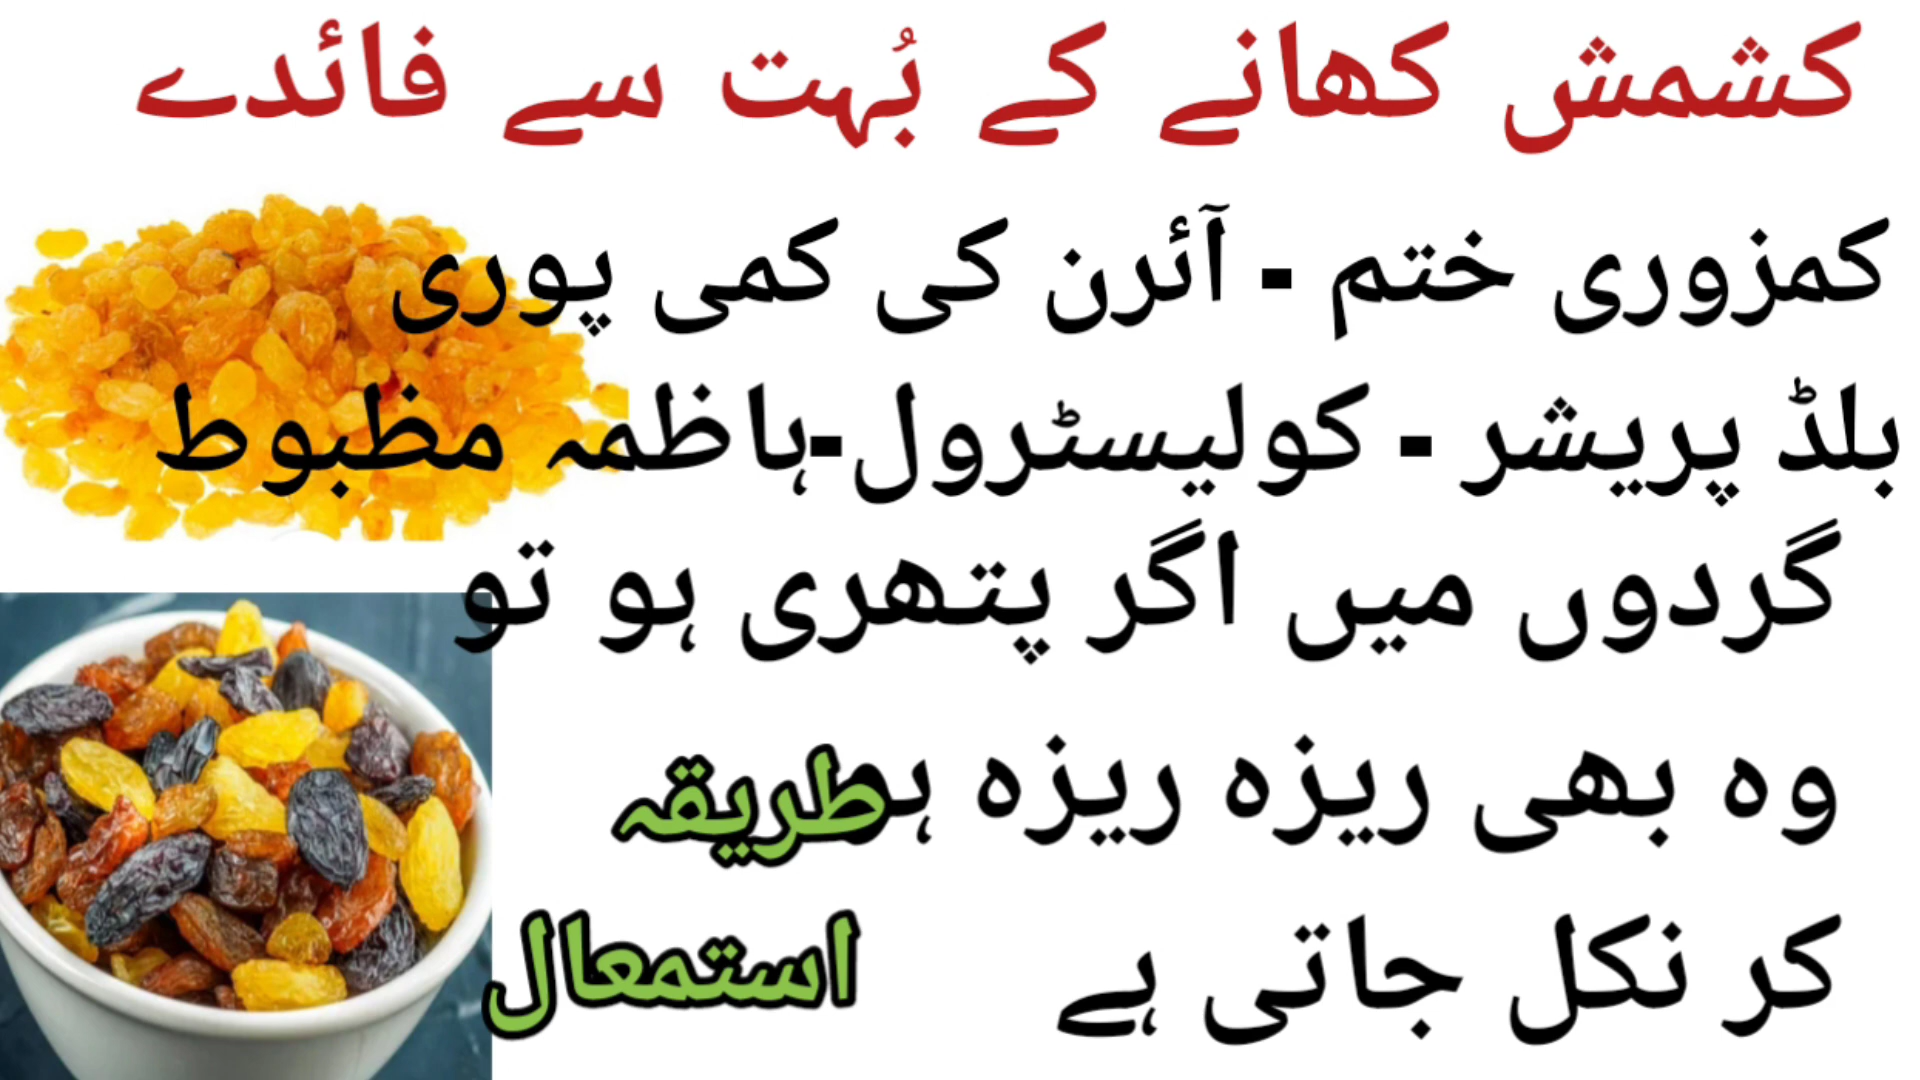 کشمش کھانے کے بُہت سے فائدے
کمزوری ختم - آئرن کی کمی پوری
بلڈ پریشر - کولیسٹرول-ہاظمہ مظبوط
گردوں میں اگر پتھری ہو تو
وہ بھی ریزہ ریزہ ہو
کر نکل جاتی ہے
طریقہ
استمعال